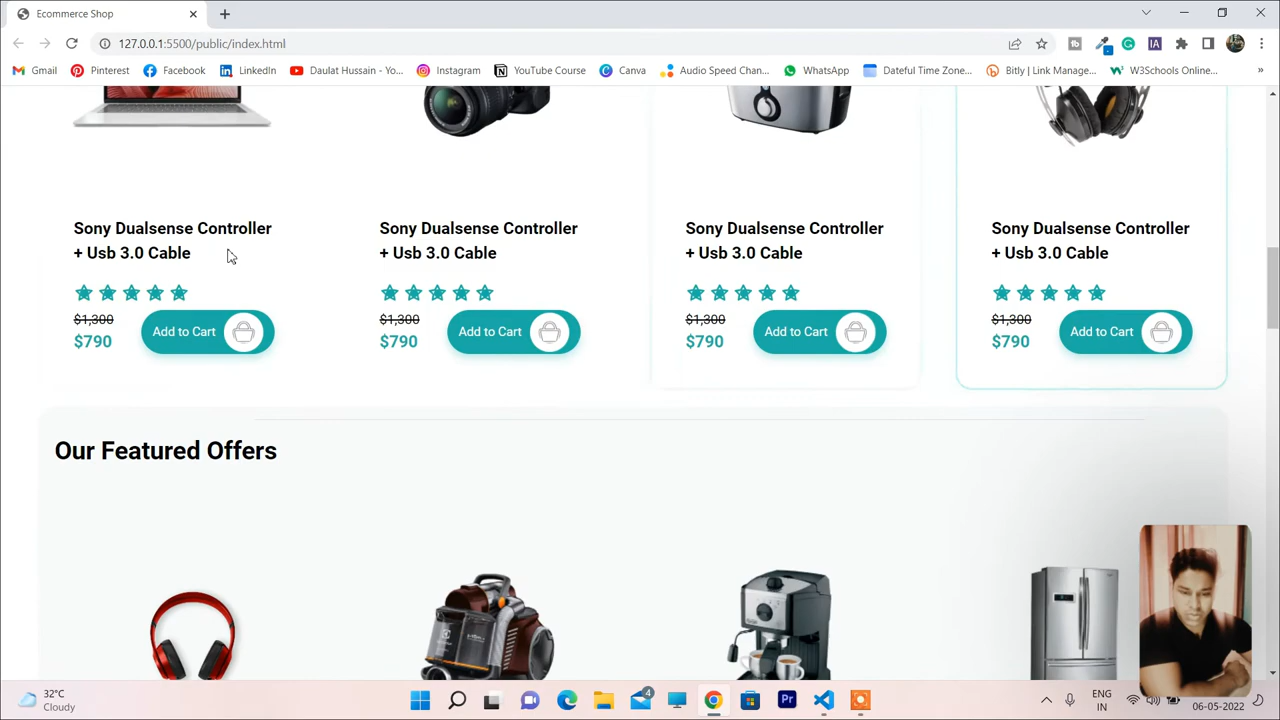 Ecommerce Shop
127.0.0.1:5500/public/index.html
Gmail
Pinterest
Facebook
LinkedIn
Daulat Hussain - Yo...
Instagram
YouTube Course
Canva
Audio Speed Chan...
WhatsApp
Dateful Time Zone...
Bitly | Link Manage...
W3Schools Online...
»
Sony Dualsense Controller
+ Usb 3.0 Cable
$1,300
$790
Add to Cart
Sony Dualsense Controller
+ Usb 3.0 Cable
$1,300
$790
Add to Cart
Sony Dualsense Controller
+ Usb 3.0 Cable
$1,300
$790
Add to Cart
Sony Dualsense Controller
+ Usb 3.0 Cable
$1,300
$790
Add to Cart
Our Featured Offers
32°C
Cloudy
4
Pr
ENG
IN
06-05-2022